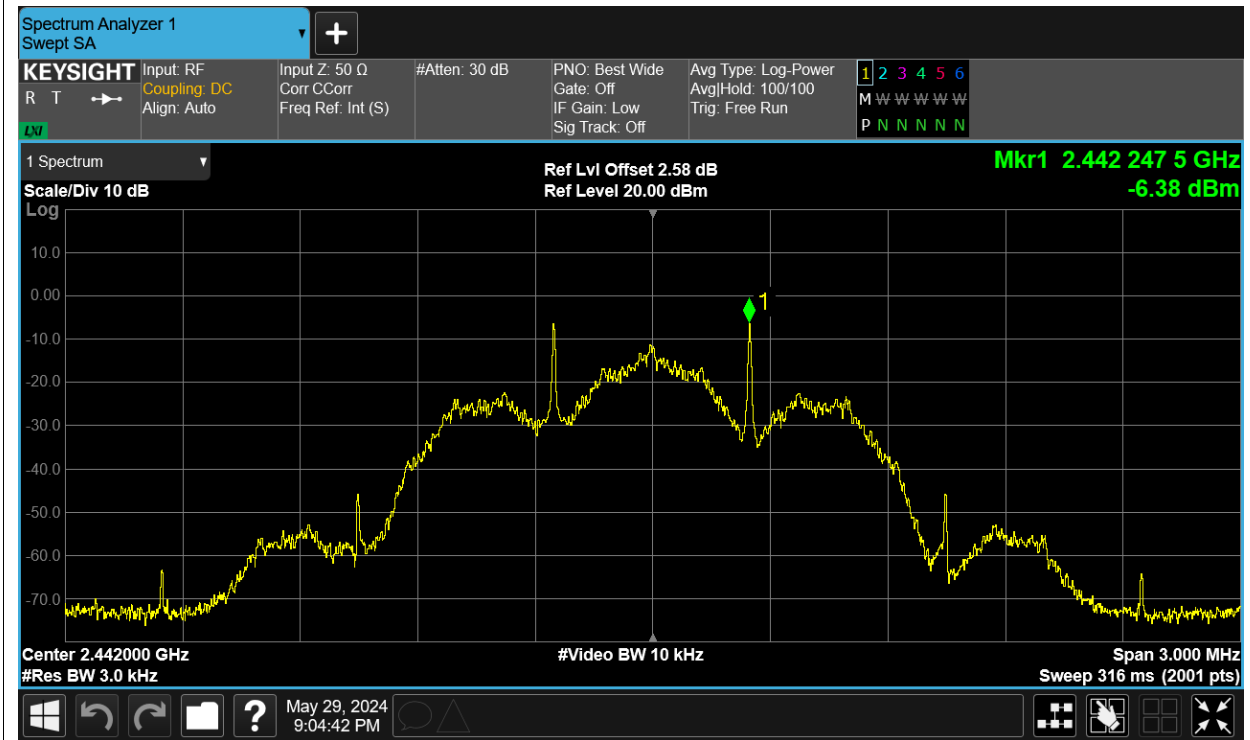 Spectrum Analyzer 1
Swept SA
+
KEYSIGHT
R T
LXI
Input: RF
Coupling: DC
Align: Auto
Input Z: 50 Ω
Corr CCorr
Freq Ref: Int (S)
#Atten: 30 dB
PNO: Best Wide
Gate: Off
IF Gain: Low
Sig Track: Off
Avg Type: Log-Power
Avg|Hold: 100/100
Trig: Free Run
1 2 3 4 5 6
M W W W W W
P N N N N N
1 Spectrum
Scale/Div 10 dB
Log
Ref Lvl Offset 2.58 dB
Ref Level 20.00 dBm
Mkr1 2.442 247 5 GHz
-6.38 dBm
10.0
0.00
-10.0
-20.0
-30.0
-40.0
-50.0
-60.0
-70.0
1
Center 2.442000 GHz
#Res BW 3.0 kHz
#Video BW 10 kHz
Span 3.000 MHz
Sweep 316 ms (2001 pts)
?
May 29, 2024
9:04:42 PM